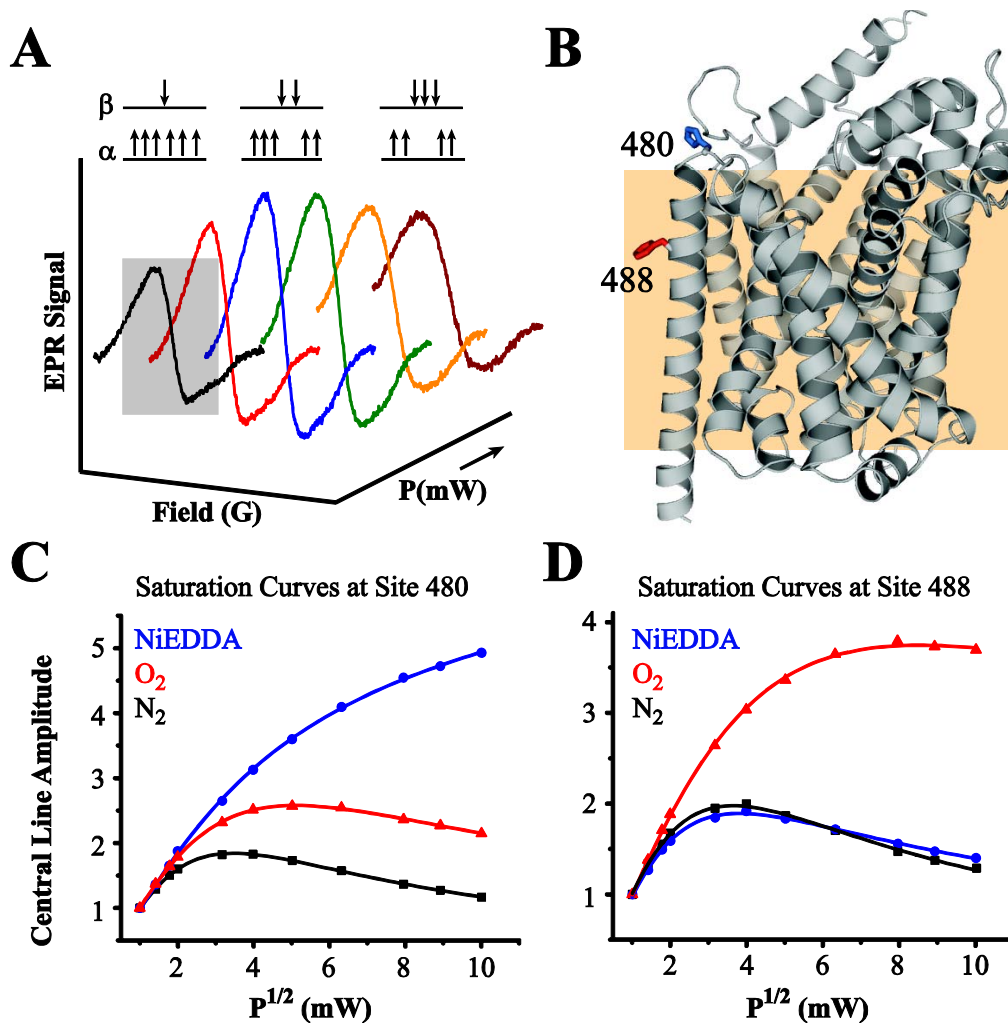 A
β
α
EPR Signal
Field (G)
P(mW)
B
480
488
C
Saturation Curves at Site 480
NiEDDA
O2
N2
5
4
3
2
1
2 4 6 8 10
Central Line Amplitude
P1/2 (mW)
D
Saturation Curves at Site 488
NiEDDA
O2
N2
4
3
2
1
2 4 6 8 10
P1/2 (mW)